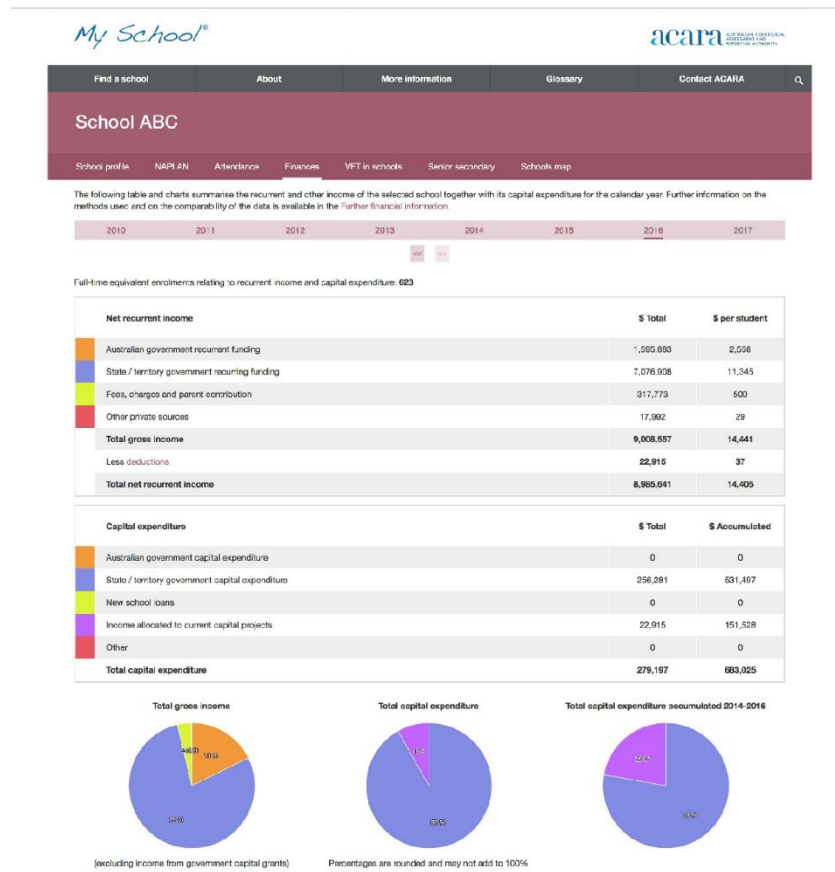 My School®
acara AUSTRALIAN CURRICULUM, ASSESSMENT AND REPORTING AUTHORITY
Find a school About More information Glossary Contact ACARA
School ABC
School profile NAPLAN Attendance Finances VET in schools Senior secondary Schools map
The following table and charts summarise the recurrent and other income of the selected school together with its capital expenditure for the calendar year. Further information on the
methods used and on the comparability of the data is available in the Further financial information.
2010 2011 2012 2013 2014 2015 2016 2017
Full-time equivalent enrolments relating to recurrent income and capital expenditure: 623
Net recurrent income $ Total $ per student
Australian government recurrent funding 1,595,883 2,558
State / territory government recurring funding 7,076,908 11,345
Fees, charges and parent contribution 317,773 509
Other private sources 17,992 29
Total gross income 9,008,557 14,441
Less deductions 22,915 37
Total net recurrent income 8,985,641 14,405
Capital expenditure $ Total $ Accumulated
Australian government capital expenditure 0 0
State / territory government capital expenditure 256,281 531,497
New school loans 0 0
Income allocated to current capital projects 22,915 151,528
Other 0 0
Total capital expenditure 279,197 683,025
Total gross income Total capital expenditure Total capital expenditure accumulated 2014-2016
22%
(excluding income from government capital grants) Percentages are rounded and may not add to 100%